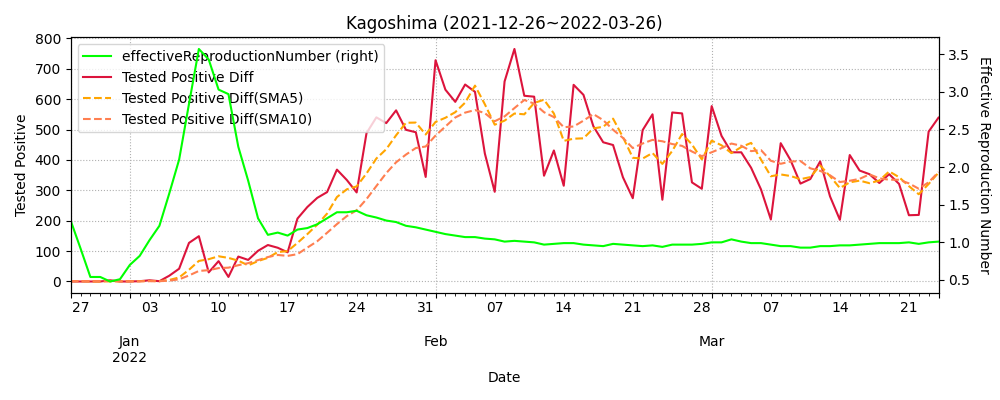 Kagoshima (2021-12-26~2022-03-26)
effectiveReproductionNumber (right)
Tested Positive Diff
Tested Positive Diff(SMA5)
Tested Positive Diff(SMA10)
Tested Positive
800
700
600
500
400
300
200
100
0
Effective Reproduction Number
3.5
3.0
2.5
2.0
1.5
1.0
0.5
27 03 10 17 24 31 07 14 21 28 07 14 21
Jan Feb Mar
2022
Date